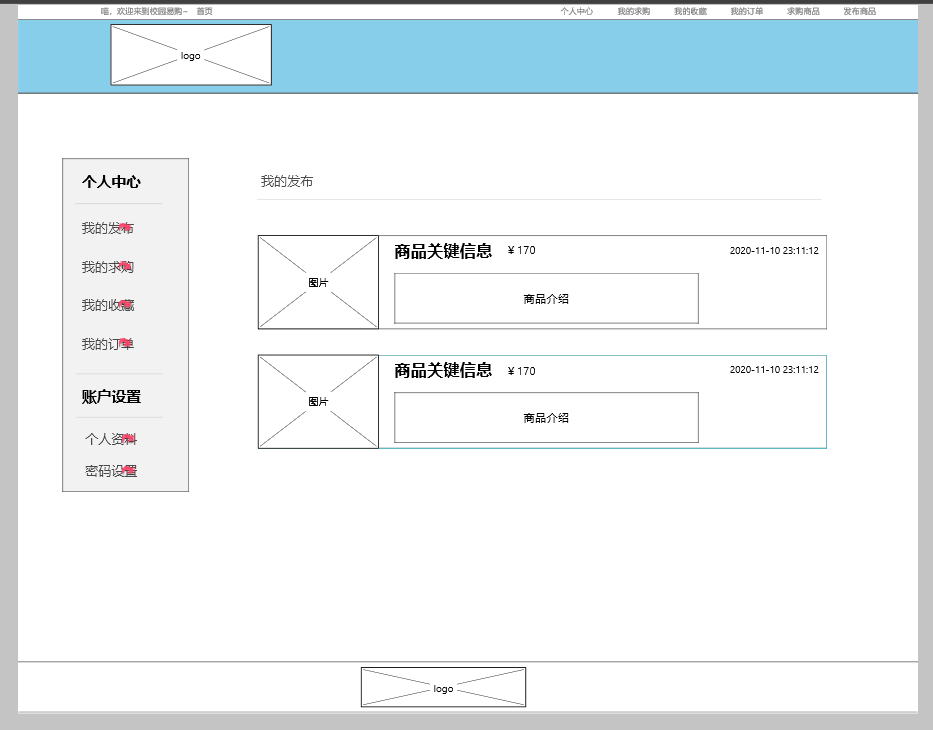 喵，欢迎来到校园易购~ 首页 个人中心 我的求购 我的收藏 我的订单 求购商品 发布商品
logo
个人中心
我的发布
我的求购
我的收藏
我的订单
账户设置
个人资料
密码设置
我的发布
图片
商品关键信息 ¥ 170 2020-11-10 23:11:12
商品介绍
图片
商品关键信息 ¥ 170 2020-11-10 23:11:12
商品介绍
logo